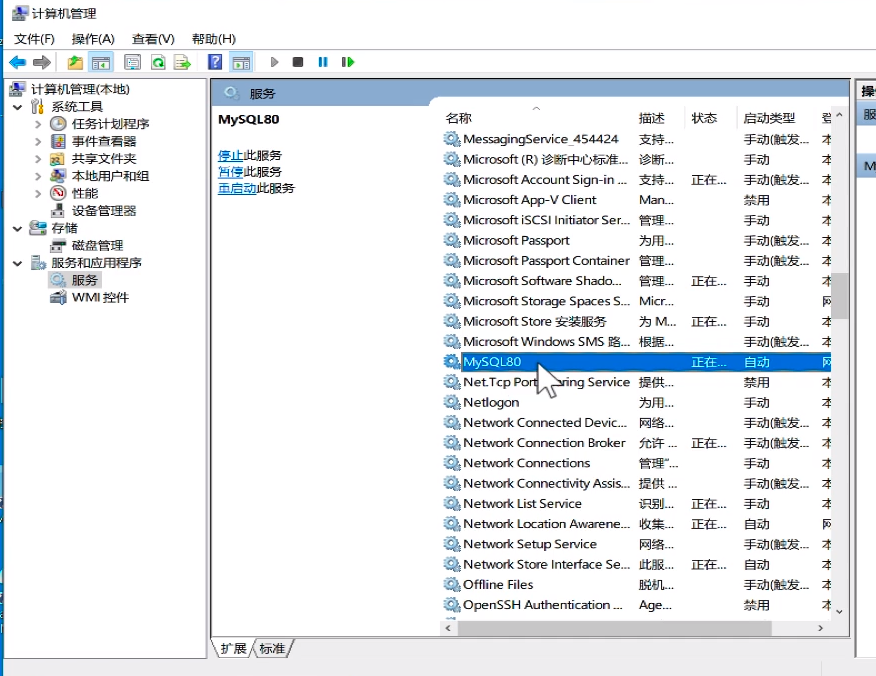 计算机管理
文件(F) 操作(A) 查看(V) 帮助(H)
计算机管理(本地)
系统工具
任务计划程序
事件查看器
共享文件夹
本地用户和组
性能
设备管理器
存储
磁盘管理
服务和应用程序
服务
WMI 控件
服务
MySQL80
停止此服务
暂停此服务
重启动此服务
名称 描述 状态 启动类型
MessagingService_454424 支持... 手动(触发... 本
Microsoft (R) 诊断中心标准... 诊断... 手动 本
Microsoft Account Sign-in ... 支持... 正在... 手动(触发... 本
Microsoft App-V Client Man... 禁用 本
Microsoft iSCSI Initiator Ser... 管理... 手动 本
Microsoft Passport 为用... 手动(触发... 本
Microsoft Passport Container 管理... 手动(触发... 本
Microsoft Software Shado... 管理... 正在... 手动 本
Microsoft Storage Spaces S... Micr... 手动 网
Microsoft Store 安装服务 为 M... 正在... 手动 本
Microsoft Windows SMS 路... 根据... 手动(触发... 本
MySQL80 正在... 自动 网
Net.Tcp Port ring Service 提供... 禁用 本
Netlogon 为用... 手动 本
Network Connected Devic... 网络... 手动(触发... 本
Network Connection Broker 允许 ... 正在... 手动(触发... 本
Network Connections 管理"... 手动 本
Network Connectivity Assis... 提供 ... 手动(触发... 本
Network List Service 识别... 正在... 手动 本
Network Location Awarene... 收集... 正在... 自动 网
Network Setup Service 网络... 手动(触发... 本
Network Store Interface Se... 此服... 正在... 自动 本
Offline Files 脱机... 手动(触发... 本
OpenSSH Authentication ... Age... 禁用 本
扩展 标准
操
服
M